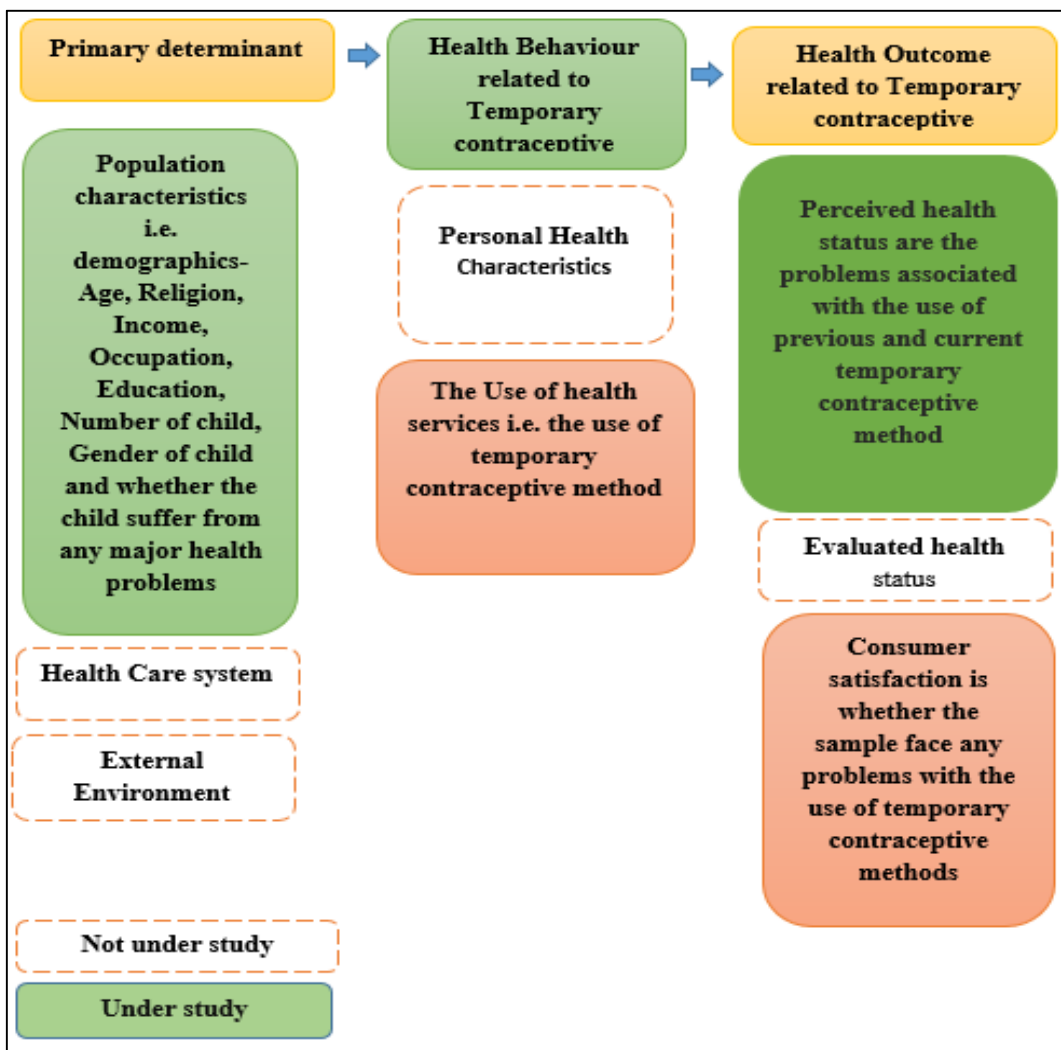 Primary determinant
Health Behaviour
related to
Temporary
contraceptive
Health Outcome
related to Temporary
contraceptive
Population
characteristics
i.e.
demographics-
Age, Religion,
Income,
Occupation,
Education,
Number of child,
Gender of child
and whether the
child suffer from
any major health
problems
Health Care system
External
Environment
Personal Health
Characteristics
The Use of health
services i.e. the use of
temporary
contraceptive method
Perceived health
status are the
problems associated
with the use of
previous and current
temporary
contraceptive
method
Evaluated health
status
Consumer
satisfaction is
whether the
sample face any
problems with the
use of temporary
contraceptive
methods
Not under study
Under study